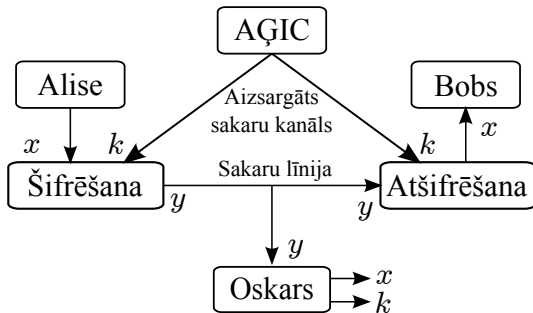 AĢIC
Alise
Bobs
Aizsargāts
sakaru kanāls
x
k
k
x
Šifrēšana
Sakaru līnija
Atšifrēšana
y
y
y
Oskars
x
k